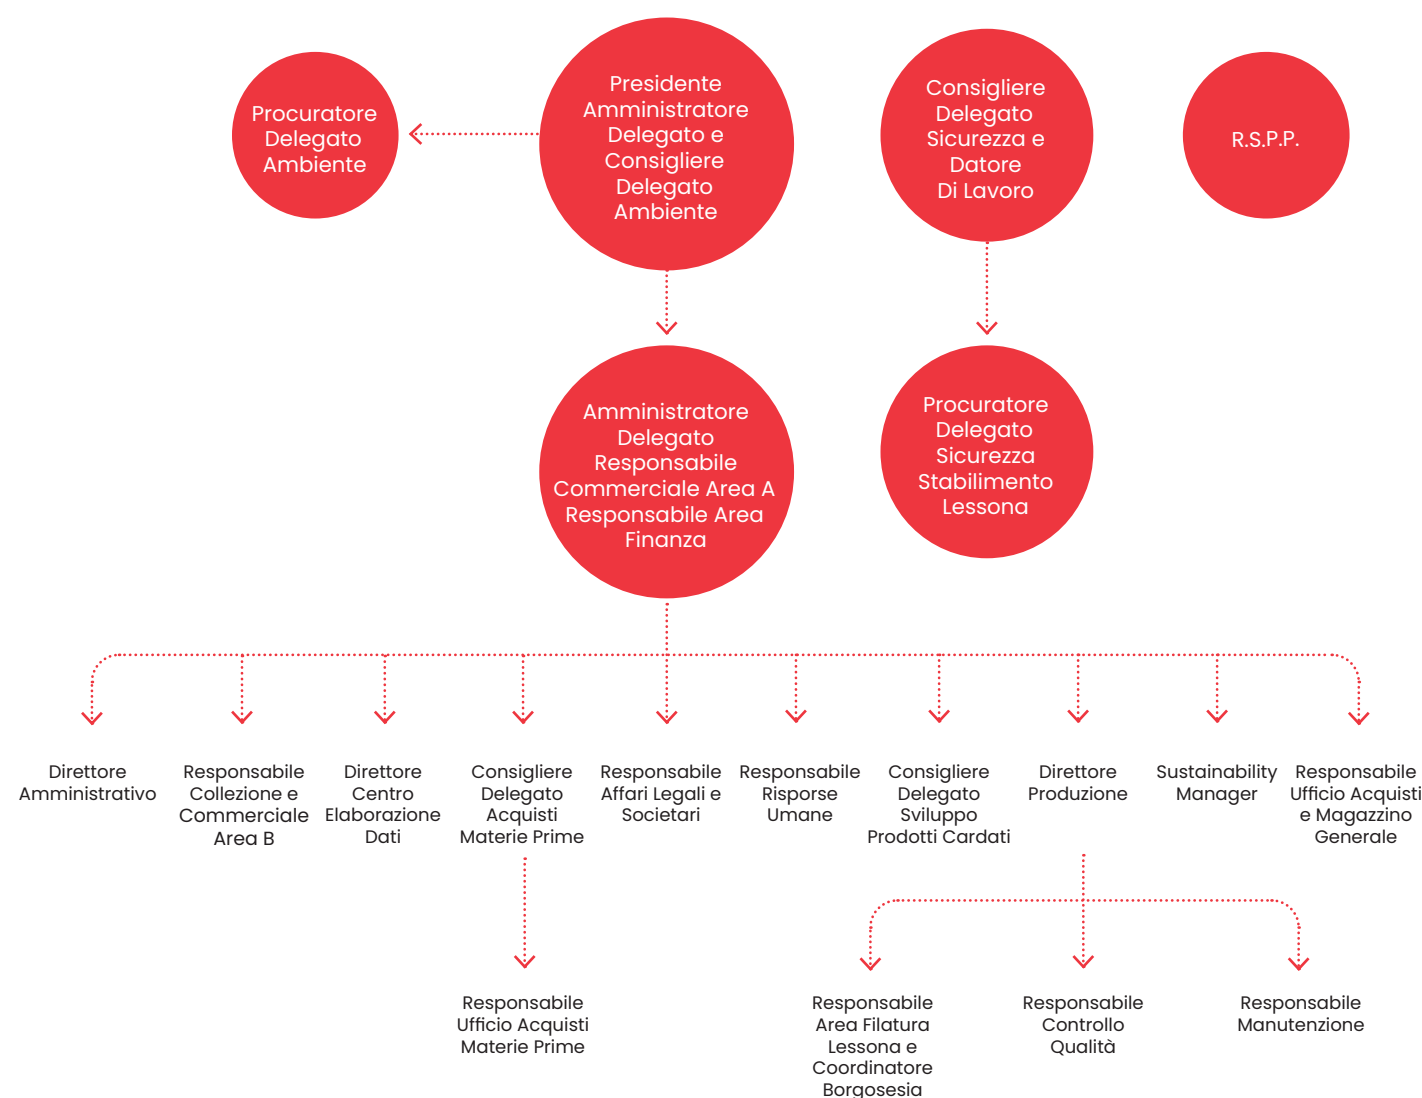 Procuratore
Delegato
Ambiente
Presidente
Amministratore
Delegato e
Consigliere
Delegato
Ambiente
Consigliere
Delegato
Sicurezza e
Datore
Di Lavoro
R.S.P.P.
Amministratore
Delegato
Responsabile
Commerciale Area A
Responsabile Area
Finanza
Procuratore
Delegato
Sicurezza
Stabilimento
Lessona
Direttore
Amministrativo
Responsabile
Collezione e
Commerciale
Area B
Direttore
Centro
Elaborazione
Dati
Consigliere
Delegato
Acquisti
Materie Prime
Responsabile
Affari Legali e
Societari
Responsabile
Risporse
Umane
Consigliere
Delegato
Sviluppo
Prodotti Cardati
Direttore
Produzione
Sustainability
Manager
Responsabile
Ufficio Acquisti
e Magazzino
Generale
Responsabile
Ufficio Acquisti
Materie Prime
Responsabile
Area Filatura
Lessona e
Coordinatore
Borgosesia
Responsabile
Controllo
Qualità
Responsabile
Manutenzione